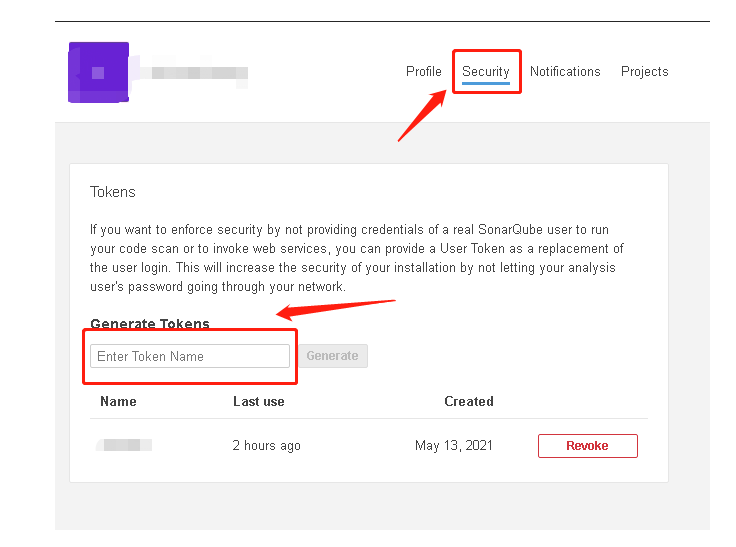 Profile Security Notifications Projects
Tokens
If you want to enforce security by not providing credentials of a real SonarQube user to run
your code scan or to invoke web services, you can provide a User Token as a replacement of
the user login. This will increase the security of your installation by not letting your analysis
user's password going through your network.
Generate Tokens
Enter Token Name Generate
Name Last use Created
2 hours ago May 13, 2021 Revoke